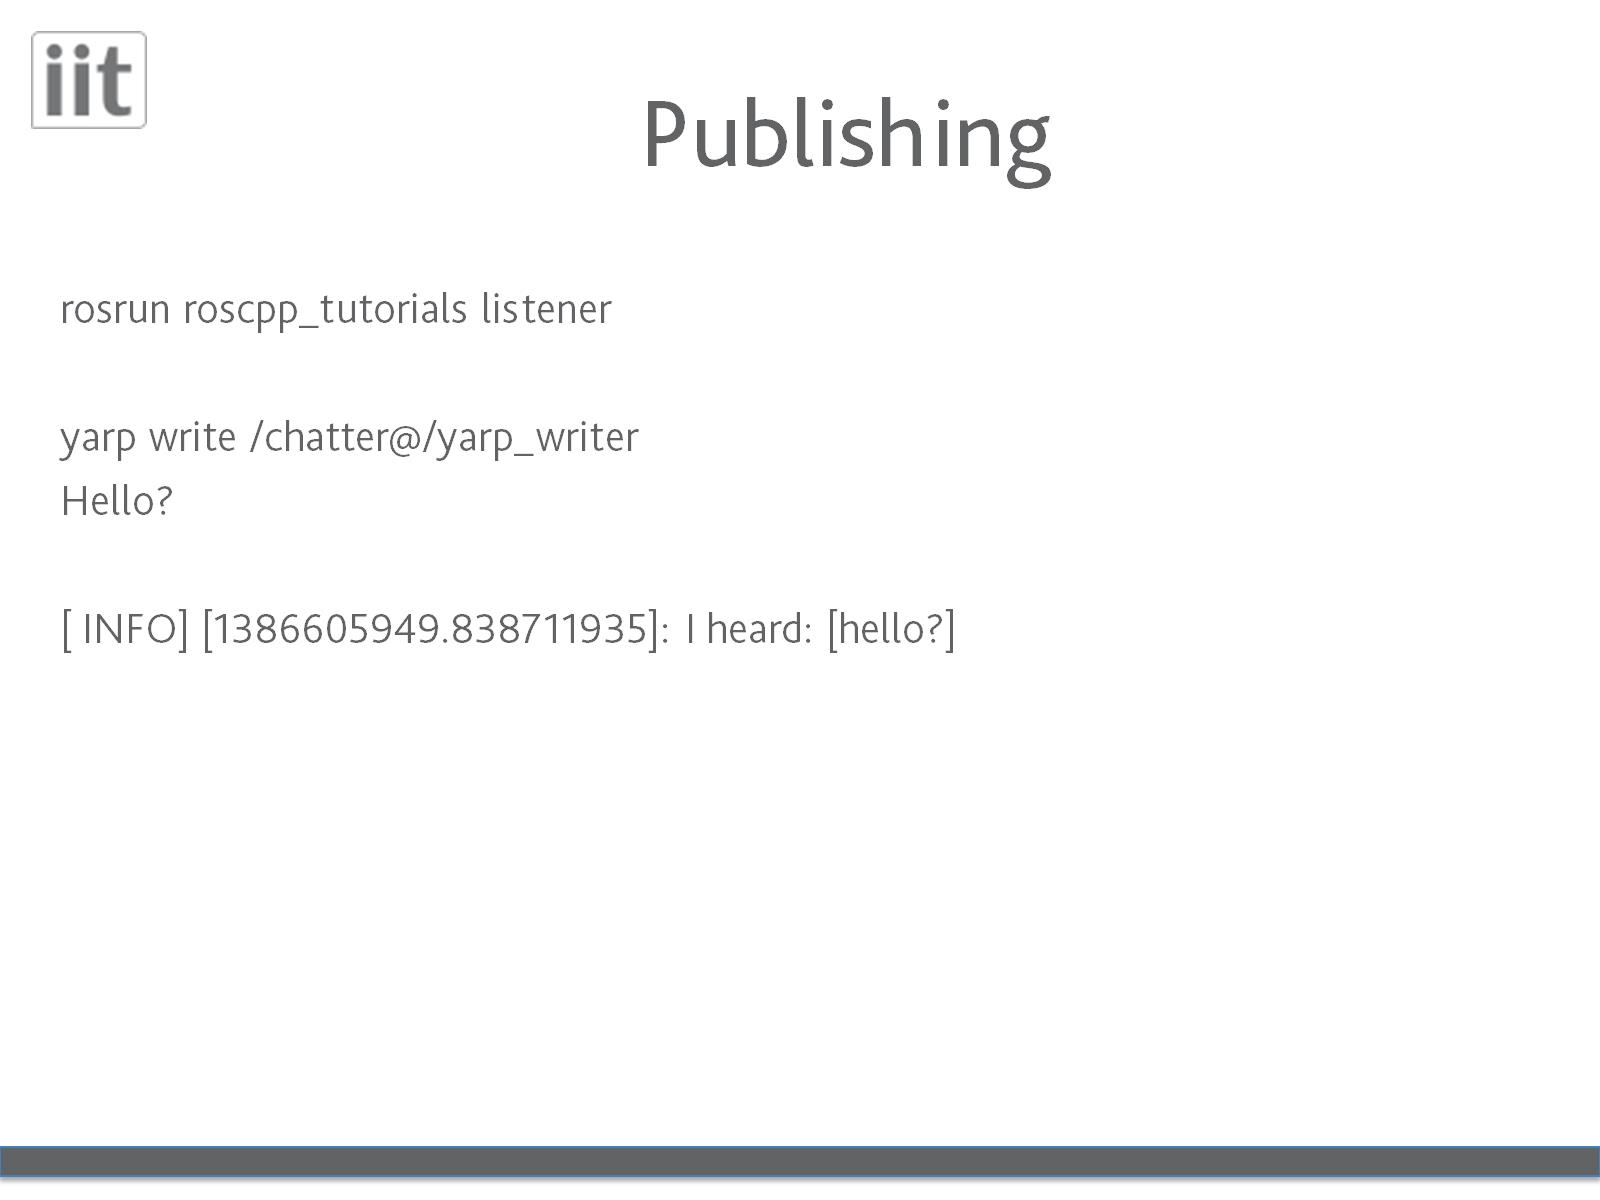 iit
Publishing
rosrun roscpp_tutorials listener
yarp write /chatter@/yarp_writer
Hello?
[ INFO] [1386605949.838711935]: I heard: [hello?]